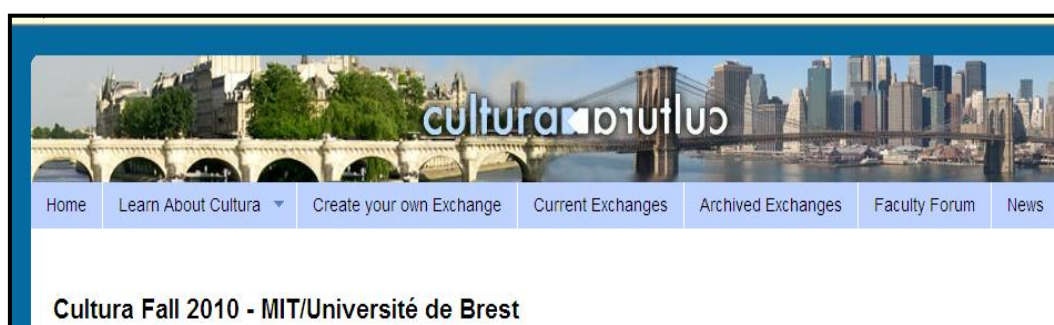 cultura cultura
Home Learn About Cultura Create your own Exchange Current Exchanges Archived Exchanges Faculty Forum News
Cultura Fall 2010 - MIT/Université de Brest